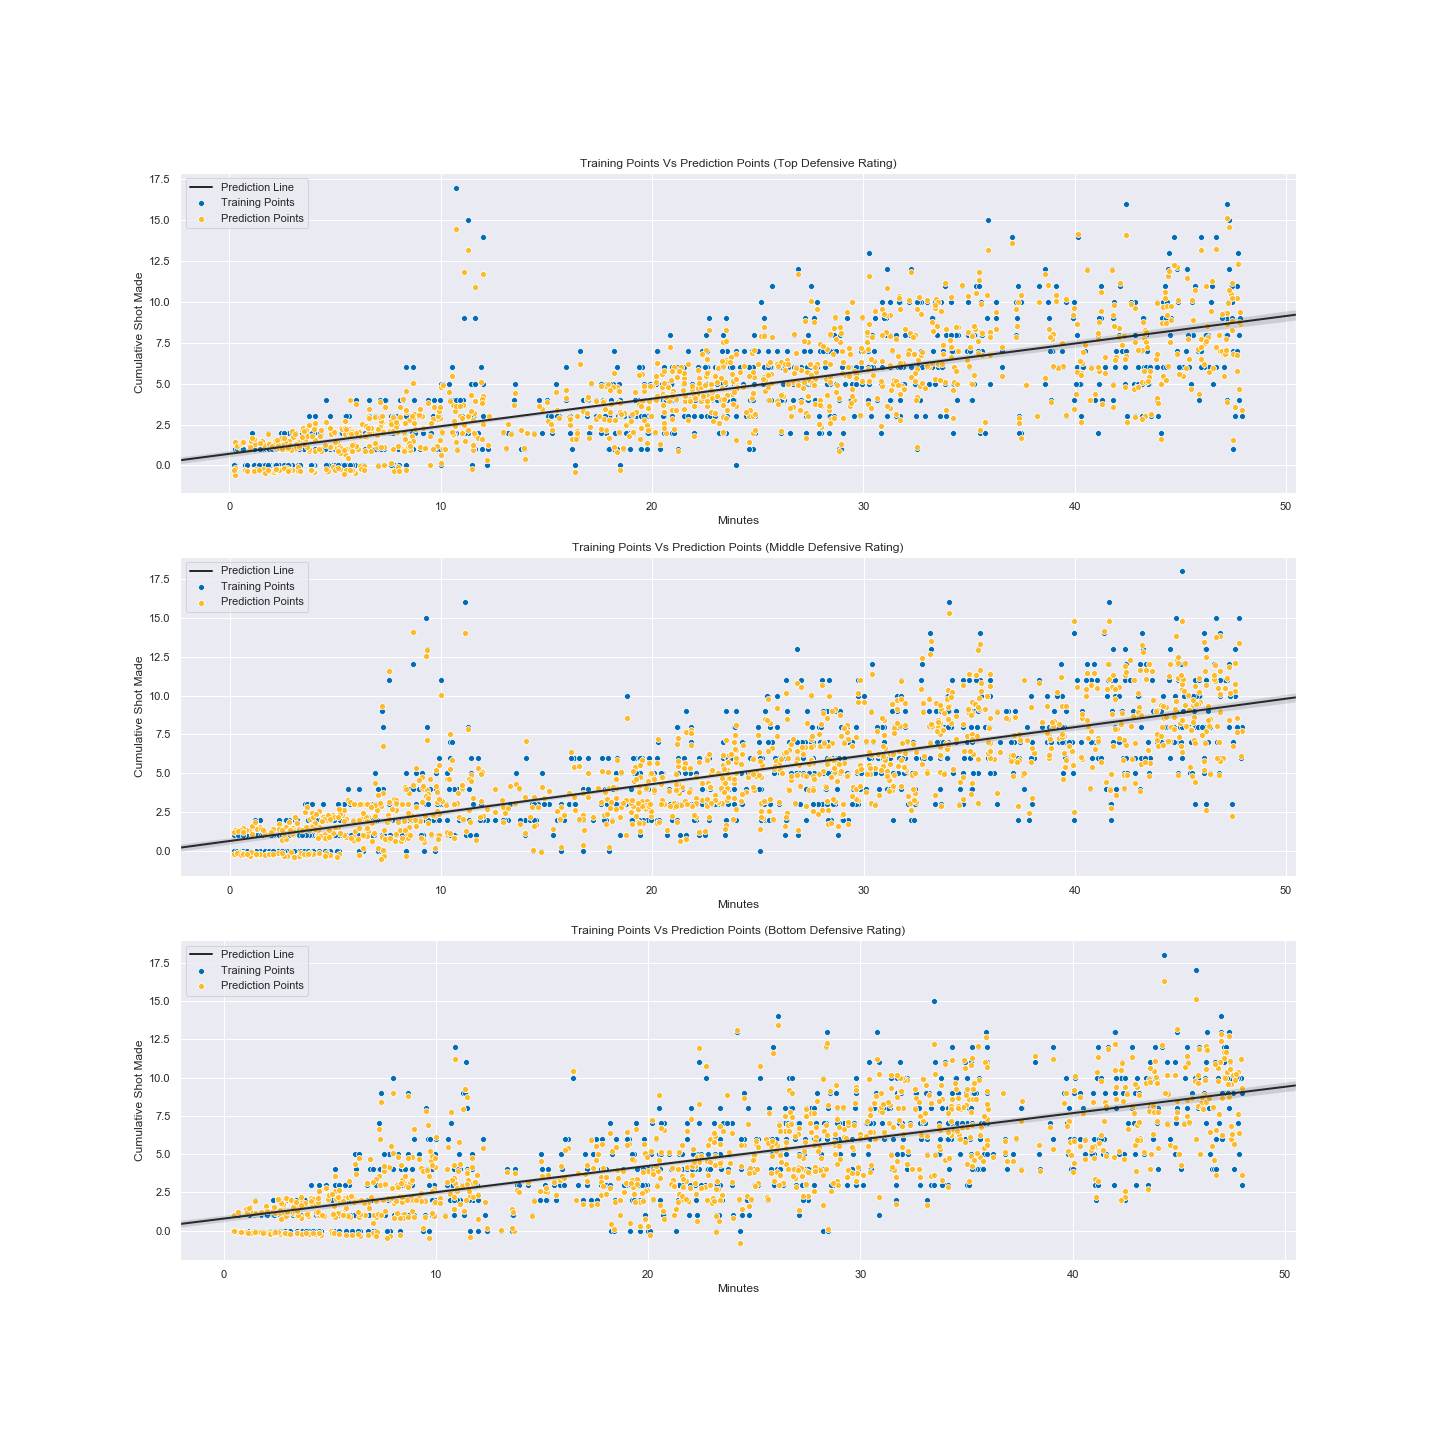 Training Points Vs Prediction Points (Top Defensive Rating)
Prediction Line
Training Points
Prediction Points
Cumulative Shot Made
17.5
15.0
12.5
10.0
7.5
5.0
2.5
0.0
0 10 20 30 40 50
Minutes
Training Points Vs Prediction Points (Middle Defensive Rating)
Prediction Line
Training Points
Prediction Points
Cumulative Shot Made
17.5
15.0
12.5
10.0
7.5
5.0
2.5
0.0
0 10 20 30 40 50
Minutes
Training Points Vs Prediction Points (Bottom Defensive Rating)
Prediction Line
Training Points
Prediction Points
Cumulative Shot Made
17.5
15.0
12.5
10.0
7.5
5.0
2.5
0.0
0 10 20 30 40 50
Minutes